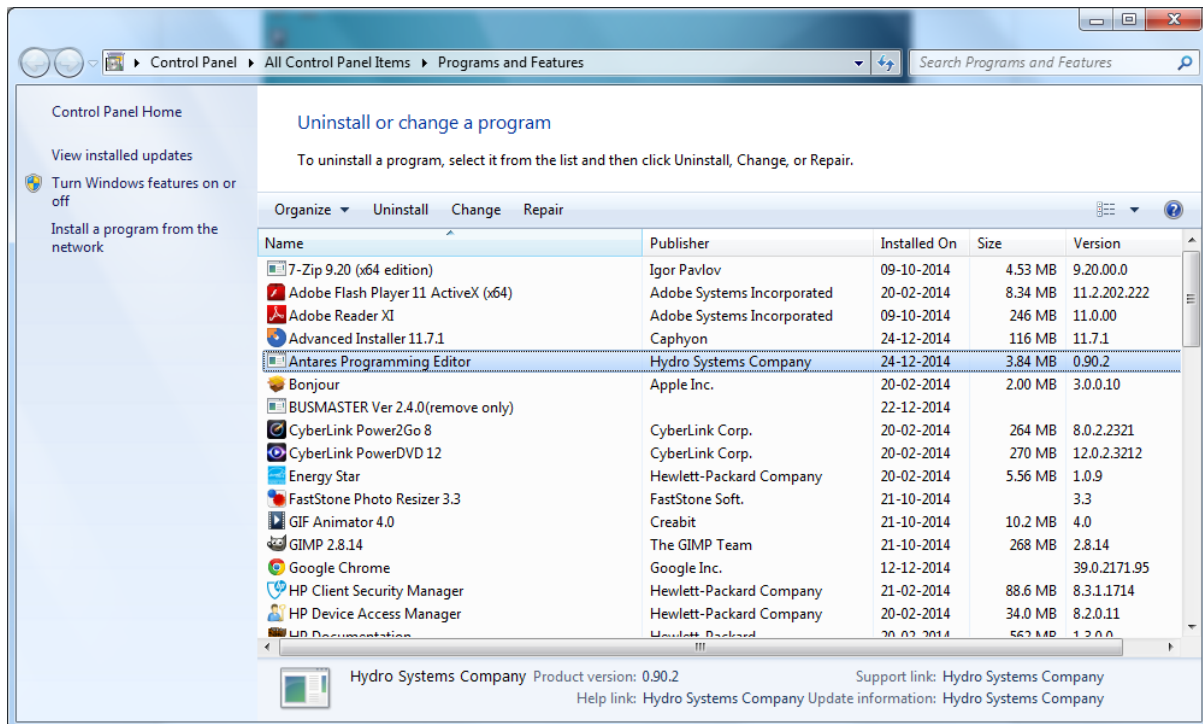 Control Panel All Control Panel Items Programs and Features Search Programs and Features
Control Panel Home
View installed updates
Turn Windows features on or
off
Install a program from the
network
Uninstall or change a program
To uninstall a program, select it from the list and then click Uninstall, Change, or Repair.
Organize Uninstall Change Repair
Name Publisher Installed On Size Version
7-Zip 9.20 (x64 edition) Igor Pavlov 09-10-2014 4.53 MB 9.20.00.0
Adobe Flash Player 11 ActiveX (x64) Adobe Systems Incorporated 20-02-2014 8.34 MB 11.2.202.222
Adobe Reader XI Adobe Systems Incorporated 09-10-2014 246 MB 11.0.00
Advanced Installer 11.7.1 Caphyon 24-12-2014 116 MB 11.7.1
Antares Programming Editor Hydro Systems Company 24-12-2014 3.84 MB 0.90.2
Bonjour Apple Inc. 20-02-2014 2.00 MB 3.0.0.10
BUSMASTER Ver 2.4.0(remove only) 22-12-2014
CyberLink Power2Go 8 CyberLink Corp. 20-02-2014 264 MB 8.0.2.2321
CyberLink PowerDVD 12 CyberLink Corp. 20-02-2014 270 MB 12.0.2.3212
Energy Star Hewlett-Packard Company 20-02-2014 5.56 MB 1.0.9
FastStone Photo Resizer 3.3 FastStone Soft. 21-10-2014 3.3
GIF Animator 4.0 Creabit 21-10-2014 10.2 MB 4.0
GIMP 2.8.14 The GIMP Team 21-10-2014 268 MB 2.8.14
Google Chrome Google Inc. 12-12-2014 39.0.2171.95
HP Client Security Manager Hewlett-Packard Company 21-02-2014 88.6 MB 8.3.1.1714
HP Device Access Manager Hewlett-Packard Company 20-02-2014 34.0 MB 8.2.0.11
HP Documentation Hewlett-Packard 20-02-2014 562 MB 1.3.0.0
Hydro Systems Company Product version: 0.90.2 Support link: Hydro Systems Company
Help link: Hydro Systems Company Update information: Hydro Systems Company